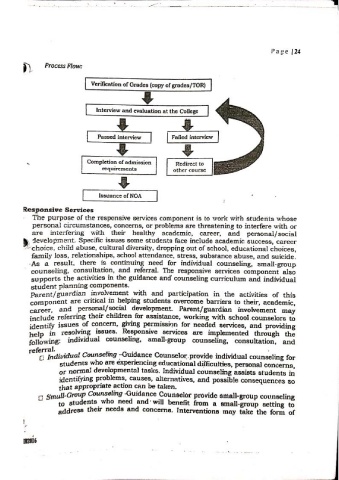 Page | 24
Process Flow:
Verification of Grades (copy of grades/TOR)
Interview and evaluation at the College
Passed interview
Failed interview
Completion of admission
requirements
Redirect to
other course
Issuance of NOA
Responsive Services
The purpose of the responsive services component is to work with students whose
personal circumstances, concerns, or problems are threatening to interfere with or
are interfering with their healthy academic, career, and personal/social
development. Specific issues some students face include academic success, career
choice, child abuse, cultural diversity, dropping out of school, educational choices,
family loss, relationships, school attendance, stress, substance abuse, and suicide.
As a result, there is continuing need for individual counseling, small-group
counseling, consultation, and referral. The responsive services component also
supports the activities in the guidance and counseling curriculum and individual
student planning components.
Parent/guardian involvement with and participation in the activities of this
component are critical to helping students overcome barriers to their, academic,
career, and personal/social development. Parent/guardian involvement may
include referring their children for assistance, working with school counselors to
identify issues of concern, giving permission for needed services, and providing
help in resolving issues. Responsive services are implemented through the
following: individual counseling, small-group counseling, consultation, and
referral.
□ Individual Counseling -Guidance Counselor provide individual counseling for
students who are experiencing educational difficulties, personal concerns,
or normal developmental tasks. Individual counseling assists students in
identifying problems, causes, alternatives, and possible consequences so
that appropriate action can be taken.
□ Small-Group Counseling -Guidance Counselor provide small-group counseling
to students who need and will benefit from a small-group setting to
address their needs and concerns. Interventions may take the form of